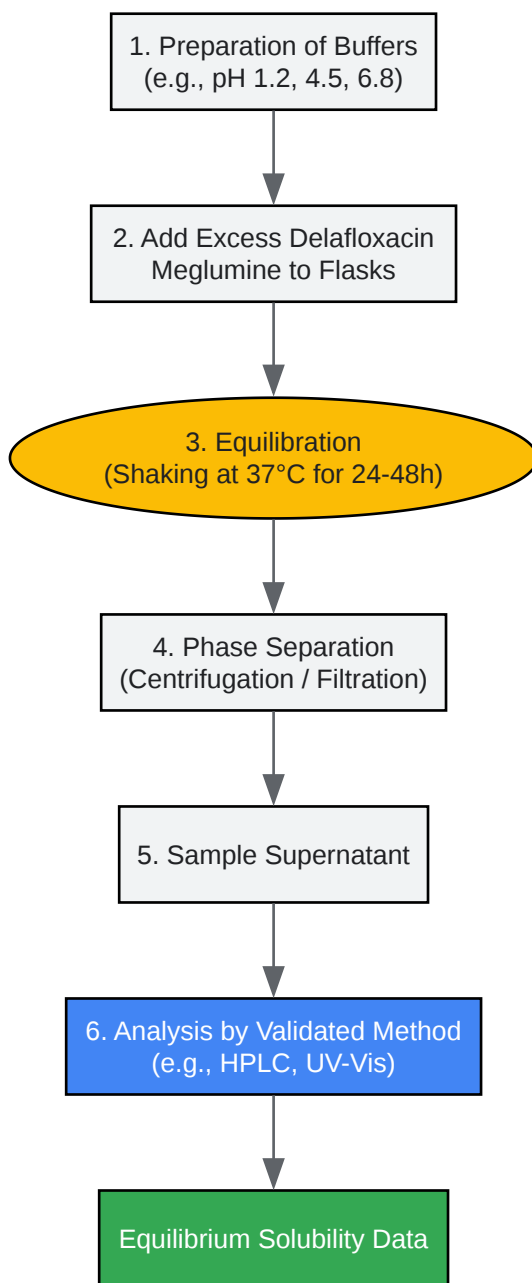 1. Preparation of Buffers
(e.g., pH 1.2, 4.5, 6.8)
2. Add Excess Delafloxacin
Meglumine to Flasks
3. Equilibration
(Shaking at 37°C for 24-48h)
4. Phase Separation
(Centrifugation / Filtration)
5. Sample Supernatant
6. Analysis by Validated Method
(e.g., HPLC, UV-Vis)
Equilibrium Solubility Data